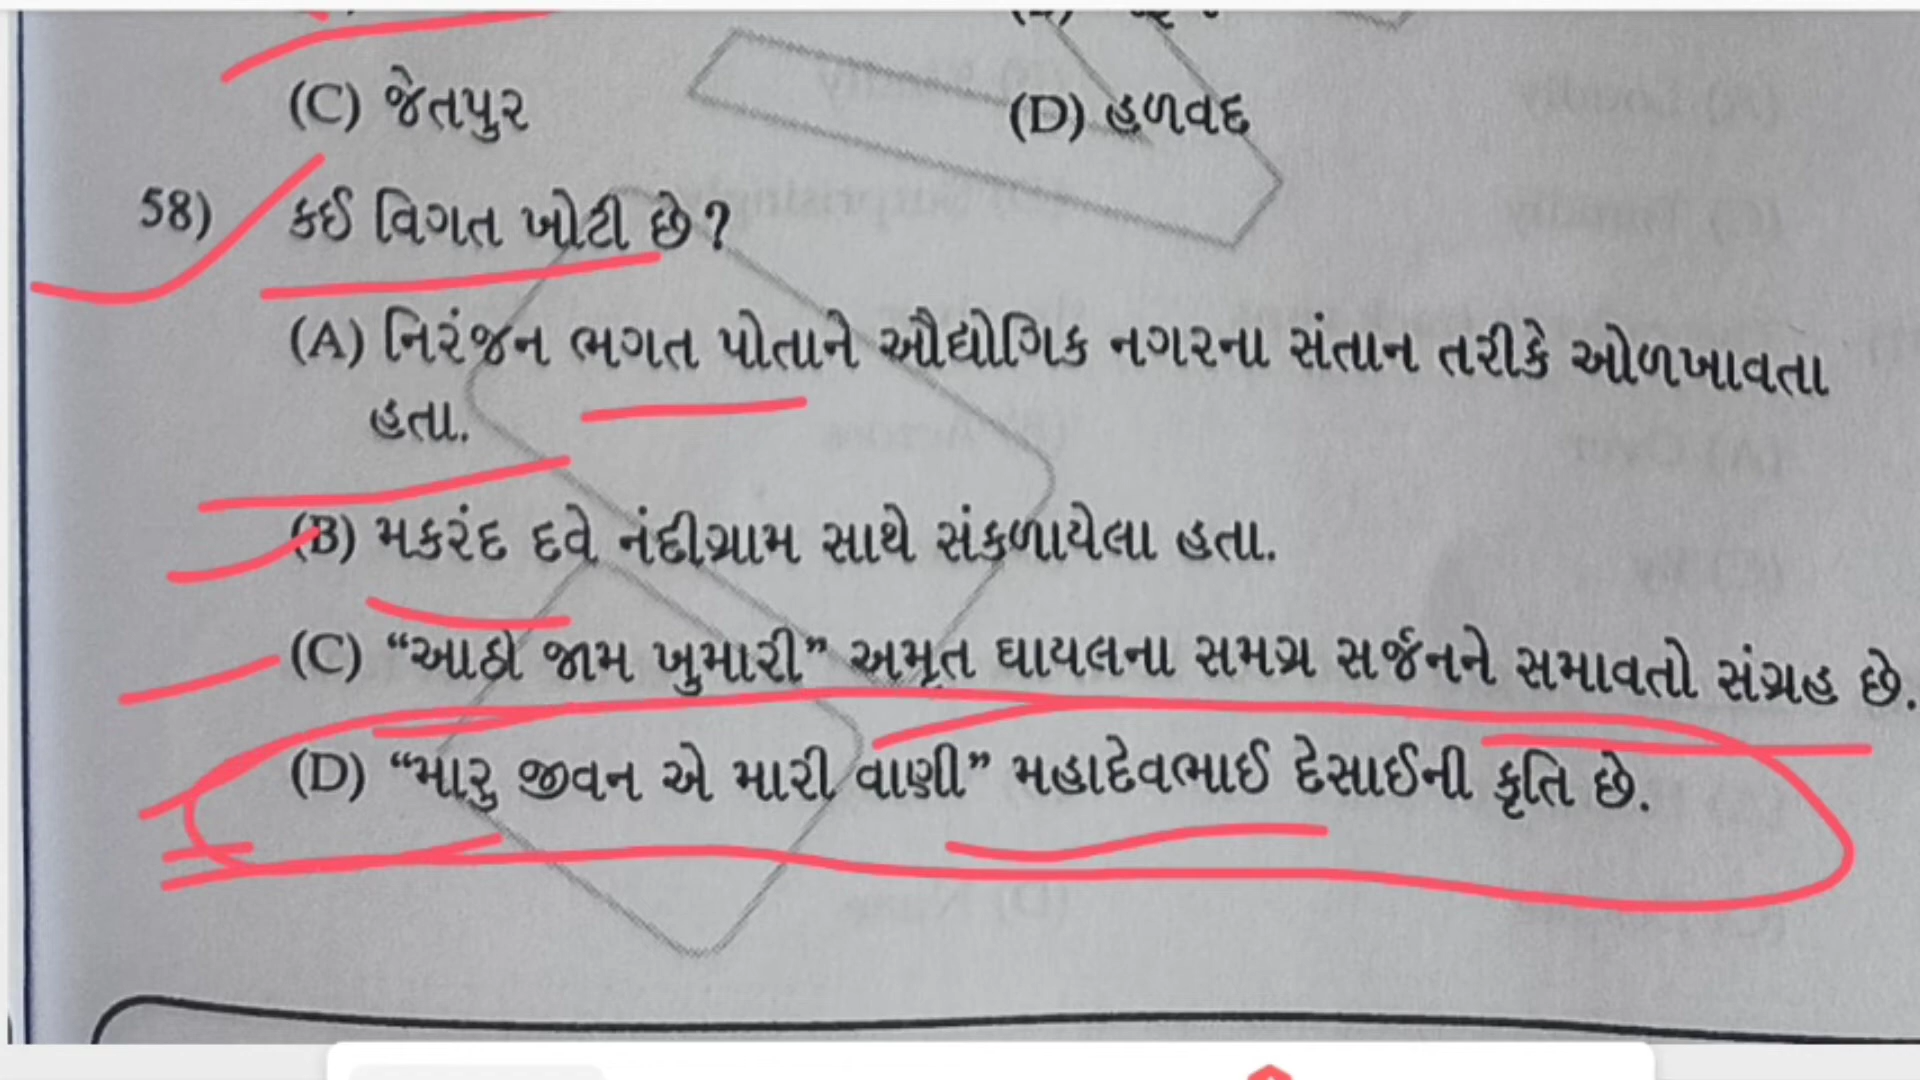 (C) જેતપુર (D) હળવદ
58) કઈ વિગત ખોટી છે?
(A) નિરંજન ભગત પોતાને ઔદ્યોગિક નગરના સંતાન તરીકે ઓળખાવતા
હતા.
(B) મકરંદ દવે નંદીગ્રામ સાથે સંકળાયેલા હતા.
(C) “આઠો જામ ખુમારી” અમૃત ઘાયલના સમગ્ર સર્જનને સમાવતો સંગ્રહ છે.
(D) “મારુ જીવન એ મારી વાણી” મહાદેવભાઈ દેસાઈની કૃતિ છે.